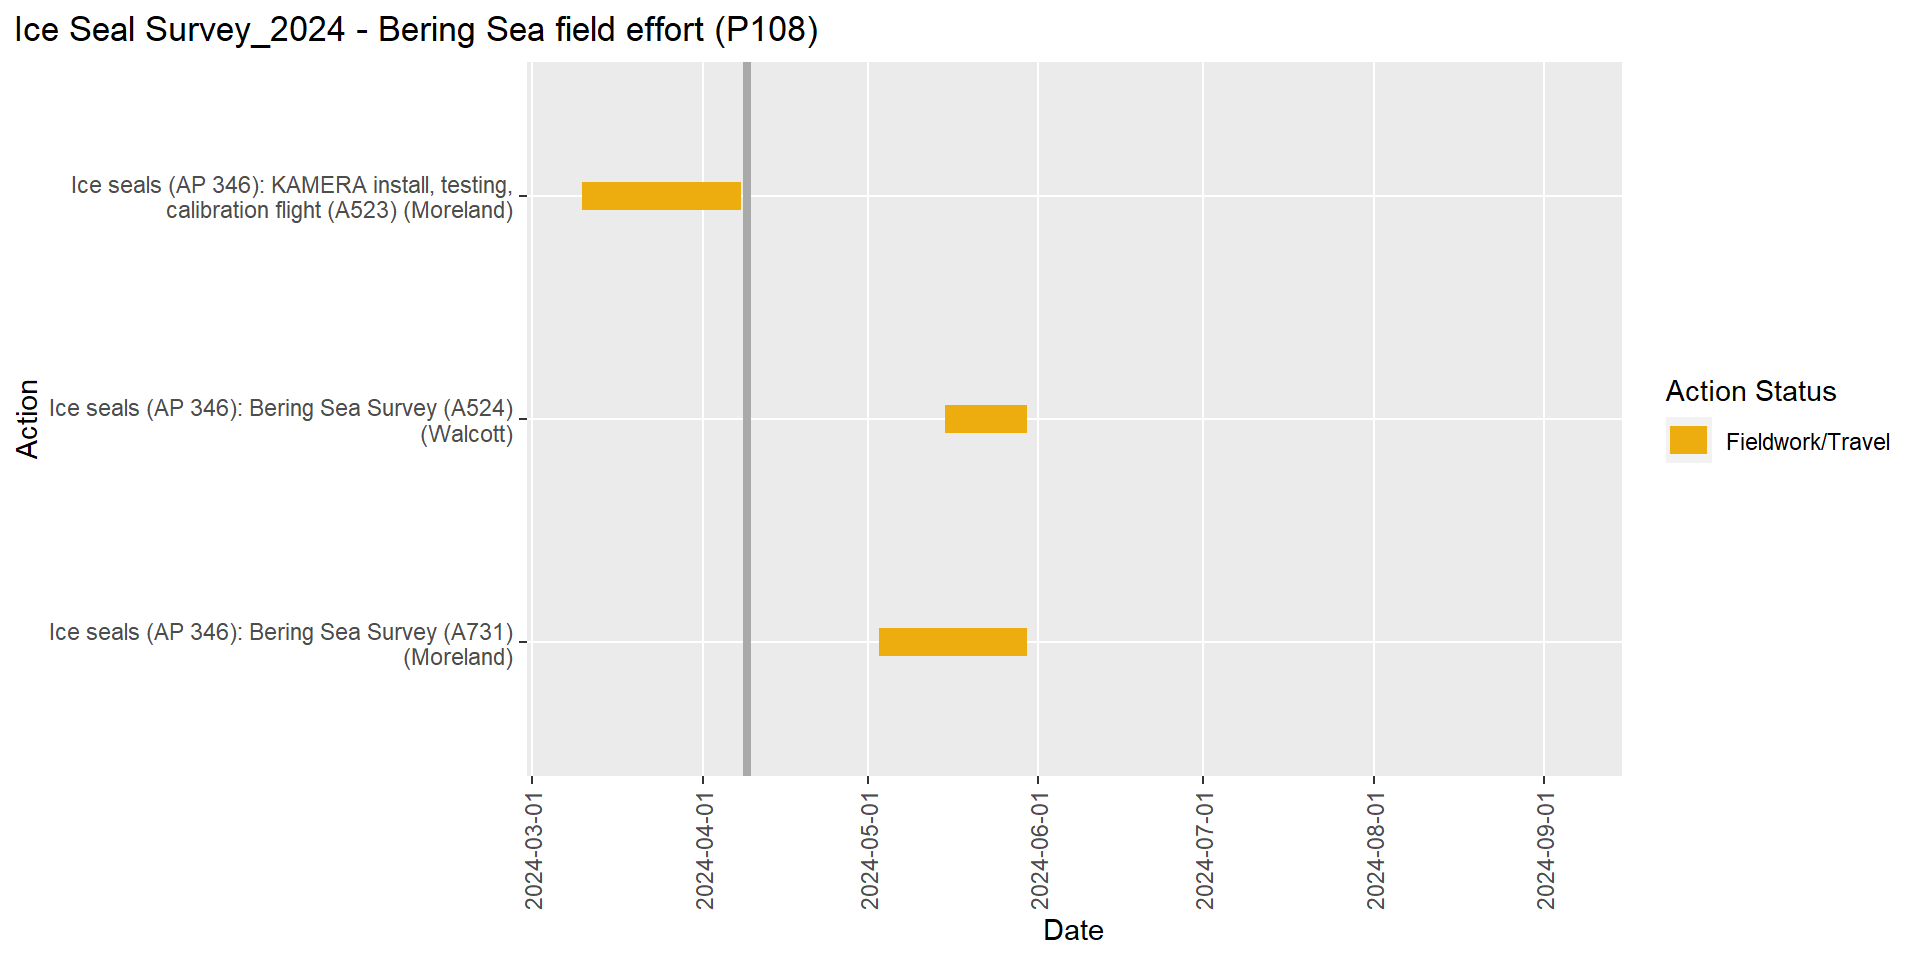 Ice Seal Survey_2024 - Bering Sea field effort (P108)
Action
Ice seals (AP 346): KAMERA install, testing,
calibration flight (A523) (Moreland)
Ice seals (AP 346): Bering Sea Survey (A524)
(Walcott)
Ice seals (AP 346): Bering Sea Survey (A731)
(Moreland)
2024-03-01
2024-04-01
2024-05-01
2024-06-01
2024-07-01
2024-08-01
2024-09-01
Date
Action Status
Fieldwork/Travel